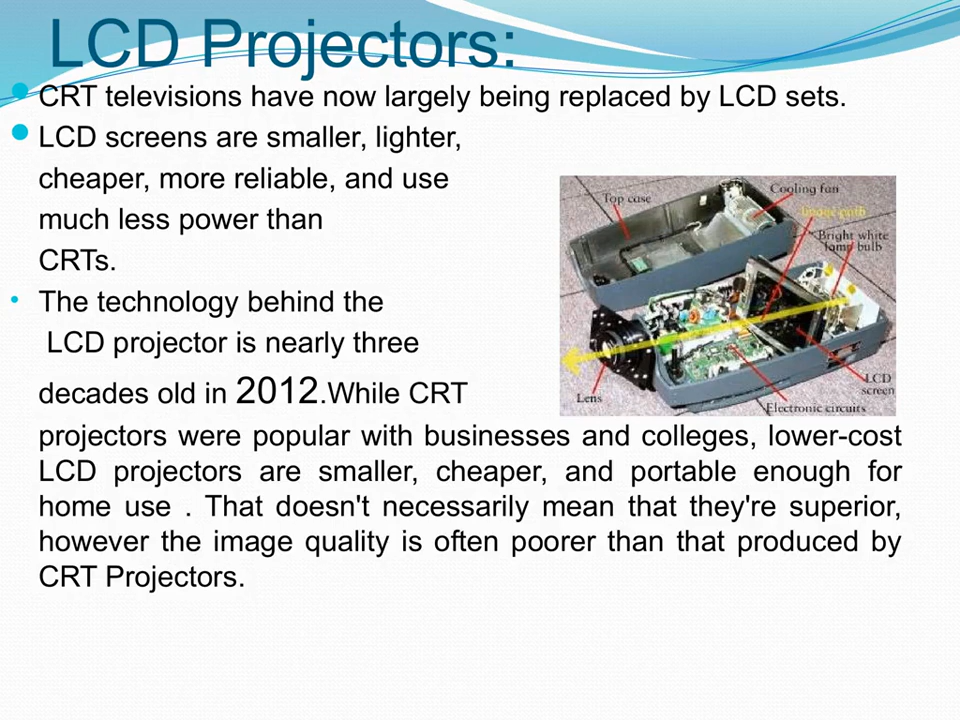 LCD Projectors:
CRT televisions have now largely being replaced by LCD sets.
LCD screens are smaller, lighter,
cheaper, more reliable, and use
much less power than
CRTs.
• The technology behind the
LCD projector is nearly three
decades old in 2012.While CRT
projectors were popular with businesses and colleges, lower-cost
LCD projectors are smaller, cheaper, and portable enough for
home use . That doesn't necessarily mean that they're superior,
however the image quality is often poorer than that produced by
CRT Projectors.
Top case
Cooling fan
Image path
Bright white
lamp bulb
LCD
screen
Lens
Electronic circuits